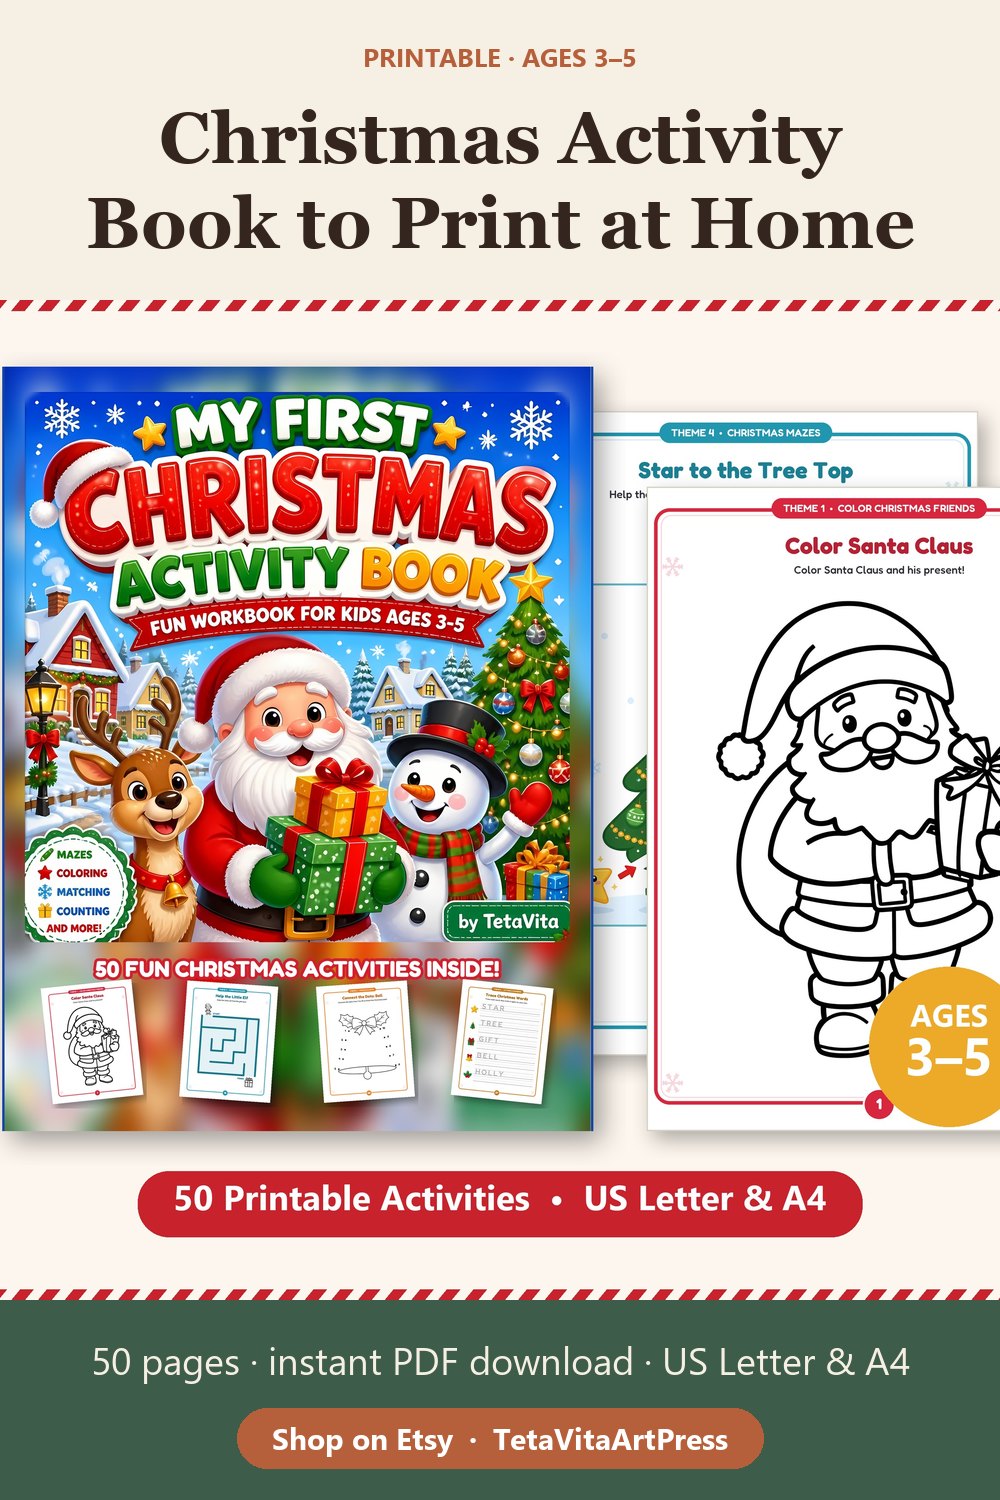 PRINTABLE · AGES 3–5
Christmas Activity
Book to Print at Home
MY FIRST
CHRISTMAS
ACTIVITY BOOK
FUN WORKBOOK FOR KIDS AGES 3-5
MAZES
COLORING
MATCHING
COUNTING
AND MORE!
by TetaVita
50 FUN CHRISTMAS ACTIVITIES INSIDE!
Color Santa Claus
Help the Little Elf
Connect the Dots: Bell
Trace Christmas Words
STAR
TREE
GIFT
BELL
HOLLY
THEME 4 • CHRISTMAS MAZES
Star to the Tree Top
Help the
THEME 1 • COLOR CHRISTMAS FRIENDS
Color Santa Claus
Color Santa Claus and his present!
1
AGES
3–5
50 Printable Activities • US Letter & A4
50 pages · instant PDF download · US Letter & A4
Shop on Etsy · TetaVitaArtPress